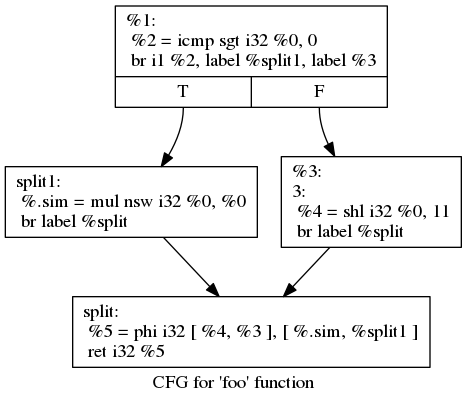 %1:
%2 = icmp sgt i32 %0, 0
br i1 %2, label %split1, label %3
T
F
split1:
%.sim = mul nsw i32 %0, %0
br label %split
%3:
3:
%4 = shl i32 %0, 11
br label %split
split:
%5 = phi i32 [ %4, %3 ], [ %.sim, %split1 ]
ret i32 %5
CFG for 'foo' function